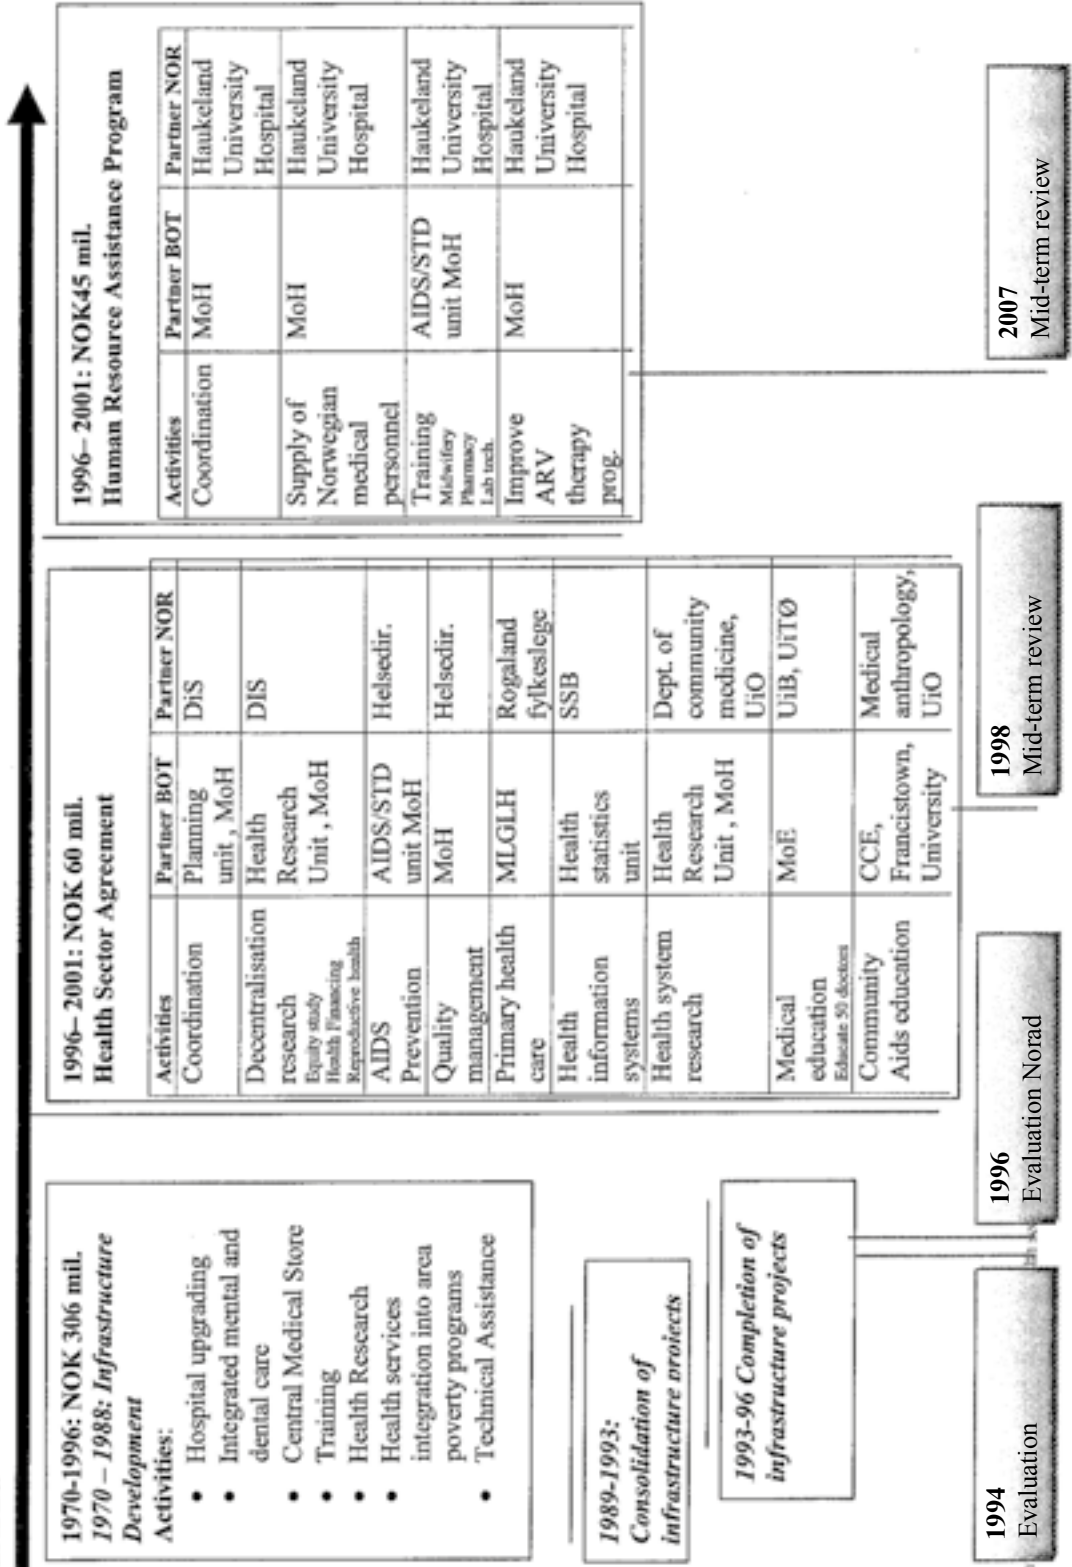 1970-1996: NOK 306 mil.
1970 – 1988: Infrastructure
Development
Activities:
• Hospital upgrading
• Integrated mental and
dental care
• Central Medical Store
• Training
• Health Research
• Health services
integration into area
poverty programs
• Technical Assistance
1989-1993:
Consolidation of
infrastructure projects
1993-96 Completion of
infrastructure projects
1996– 2001: NOK 60 mil.
Health Sector Agreement
Activities Partner BOT Partner NOR
Coordination Planning DiS
unit , MoH
Decentralisation Health DIS
research Research
Equity study Unit , MoH
Health Financing
Reproductive health
AIDS AIDS/STD Helsedir.
Prevention unit MoH
Quality MoH Helsedir.
management
Primary health MLGLH Rogaland
care fylkeslege
Health Health SSB
information statistics
systems unit
Health system Health Dept. of
research Research community
Unit , MoH medicine,
UiO
Medical MoE UiB, UiTØ
education
Educate 50 doctors
Community CCE, Medical
Aids education Francistown, anthropology,
University UiO
1996– 2001: NOK45 mil.
Human Resource Assistance Program
Activities Partner BOT Partner NOR
Coordination MoH Haukeland
University
Hospital
Supply of MoH Haukeland
Norwegian University
medical Hospital
personnel
Training AIDS/STD Haukeland
Midwifery unit MoH University
Pharmacy Hospital
Lab tech.
Improve MoH Haukeland
ARV University
therapy Hospital
prog.
1994
Evaluation
1996
Evaluation Norad
1998
Mid-term review
2007
Mid-term review